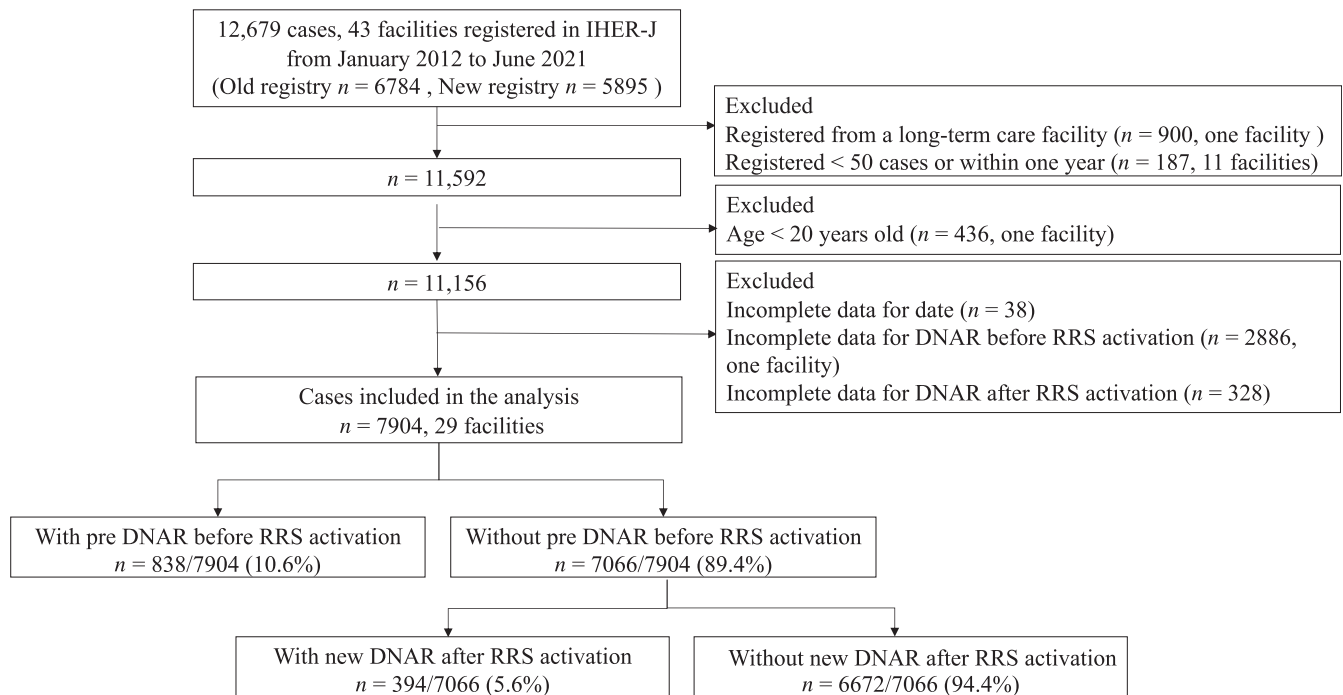 12,679 cases, 43 facilities registered in IHER-J
from January 2012 to June 2021
(Old registry n = 6784 , New registry n = 5895 )
Excluded
Registered from a long-term care facility (n = 900, one facility )
Registered < 50 cases or within one year (n = 187, 11 facilities)
n = 11,592
Excluded
Age < 20 years old (n = 436, one facility)
n = 11,156
Excluded
Incomplete data for date (n = 38)
Incomplete data for DNAR before RRS activation (n = 2886,
one facility)
Incomplete data for DNAR after RRS activation (n = 328)
Cases included in the analysis
n = 7904, 29 facilities
With pre DNAR before RRS activation
n = 838/7904 (10.6%)
Without pre DNAR before RRS activation
n = 7066/7904 (89.4%)
With new DNAR after RRS activation
n = 394/7066 (5.6%)
Without new DNAR after RRS activation
n = 6672/7066 (94.4%)